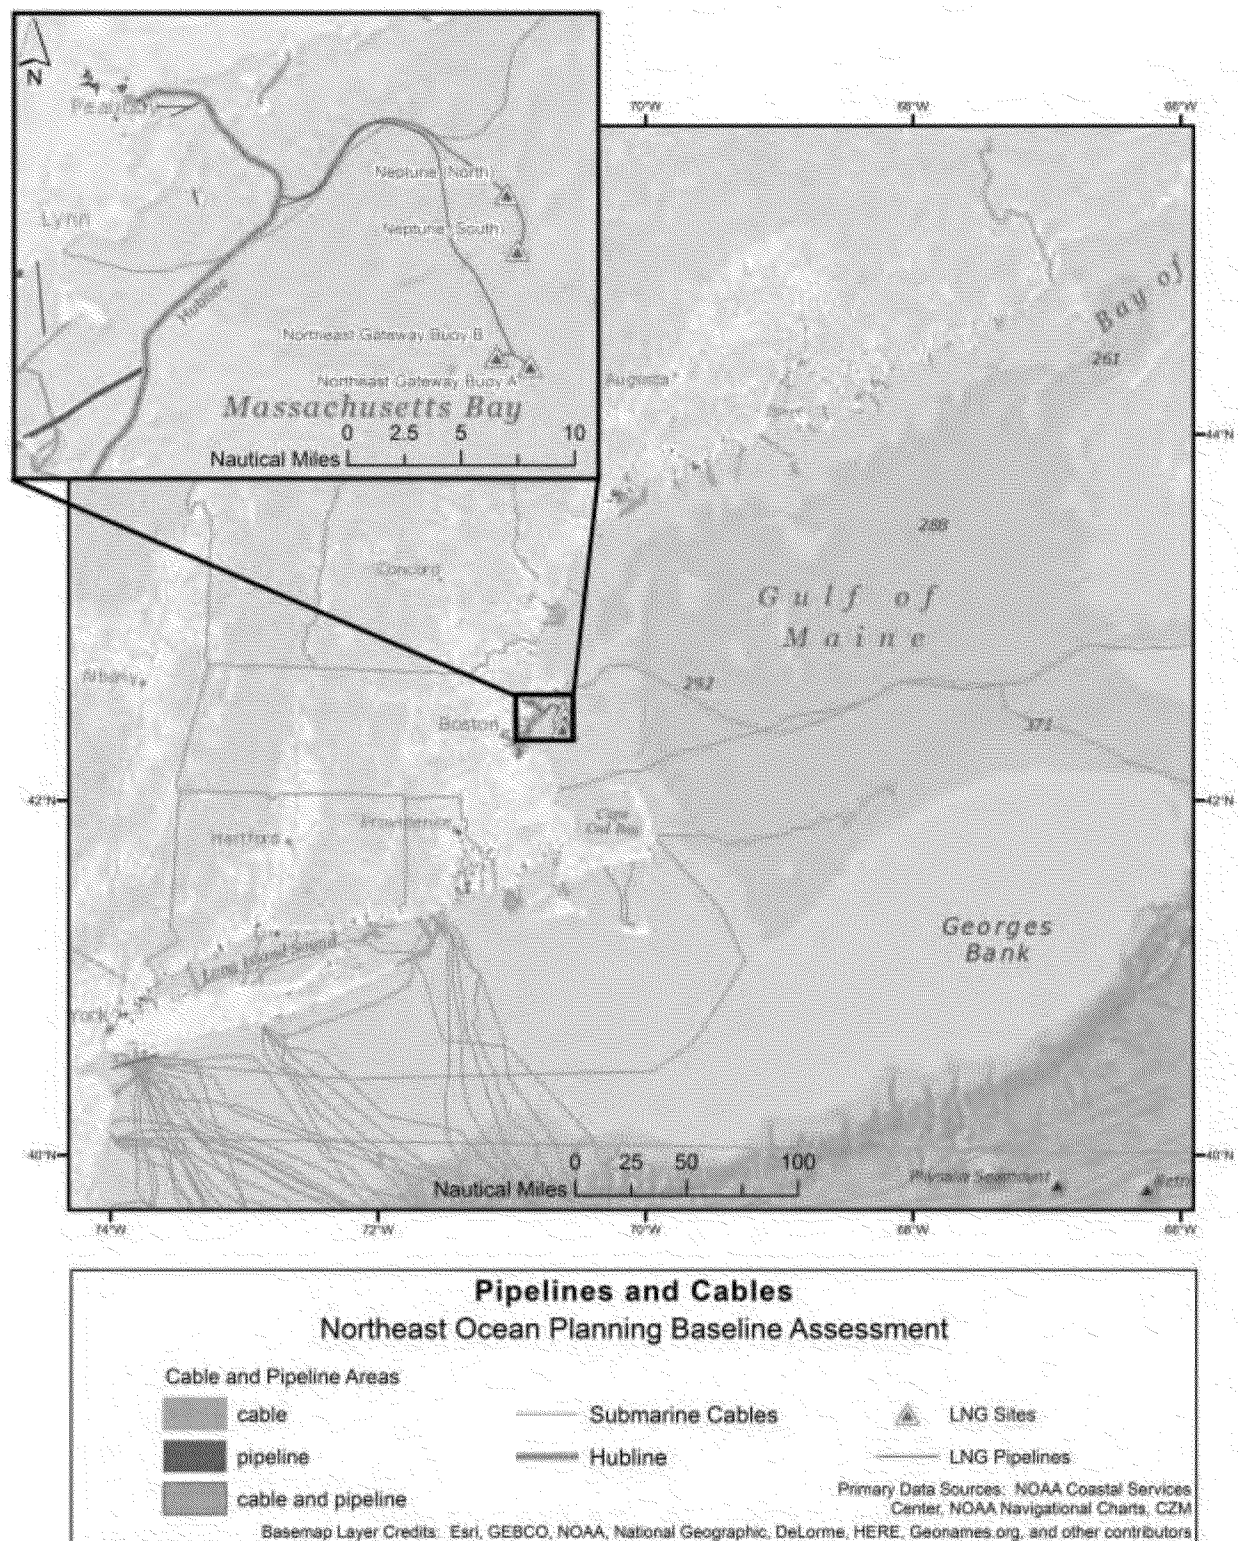 N
Peabody
Lynn
Neptune (North)
Neptune (South)
Hubline
Northeast Gateway Buoy B
Northeast Gateway Buoy A
Massachusetts Bay
0 2.5 5 10
Nautical Miles
70°W 68°W 66°W
Bay of
261
Augusta
44°N
288
Concord
Gulf of
Maine
Albany
292
Boston
371
42°N
42°N
Cape
Cod Bay
Providence
Hartford
Georges
Bank
Long Island Sound
York
40°N
40°N
0 25 50 100
Nautical Miles
Physalia Seamount
Retri
74°W 72°W 70°W 68°W 66°W
Pipelines and Cables
Northeast Ocean Planning Baseline Assessment
Cable and Pipeline Areas
cable
pipeline
cable and pipeline
Submarine Cables
Hubline
LNG Sites
LNG Pipelines
Primary Data Sources: NOAA Coastal Services
Center, NOAA Navigational Charts, CZM
Basemap Layer Credits: Esri, GEBCO, NOAA, National Geographic, DeLorme, HERE, Geonames.org, and other contributors